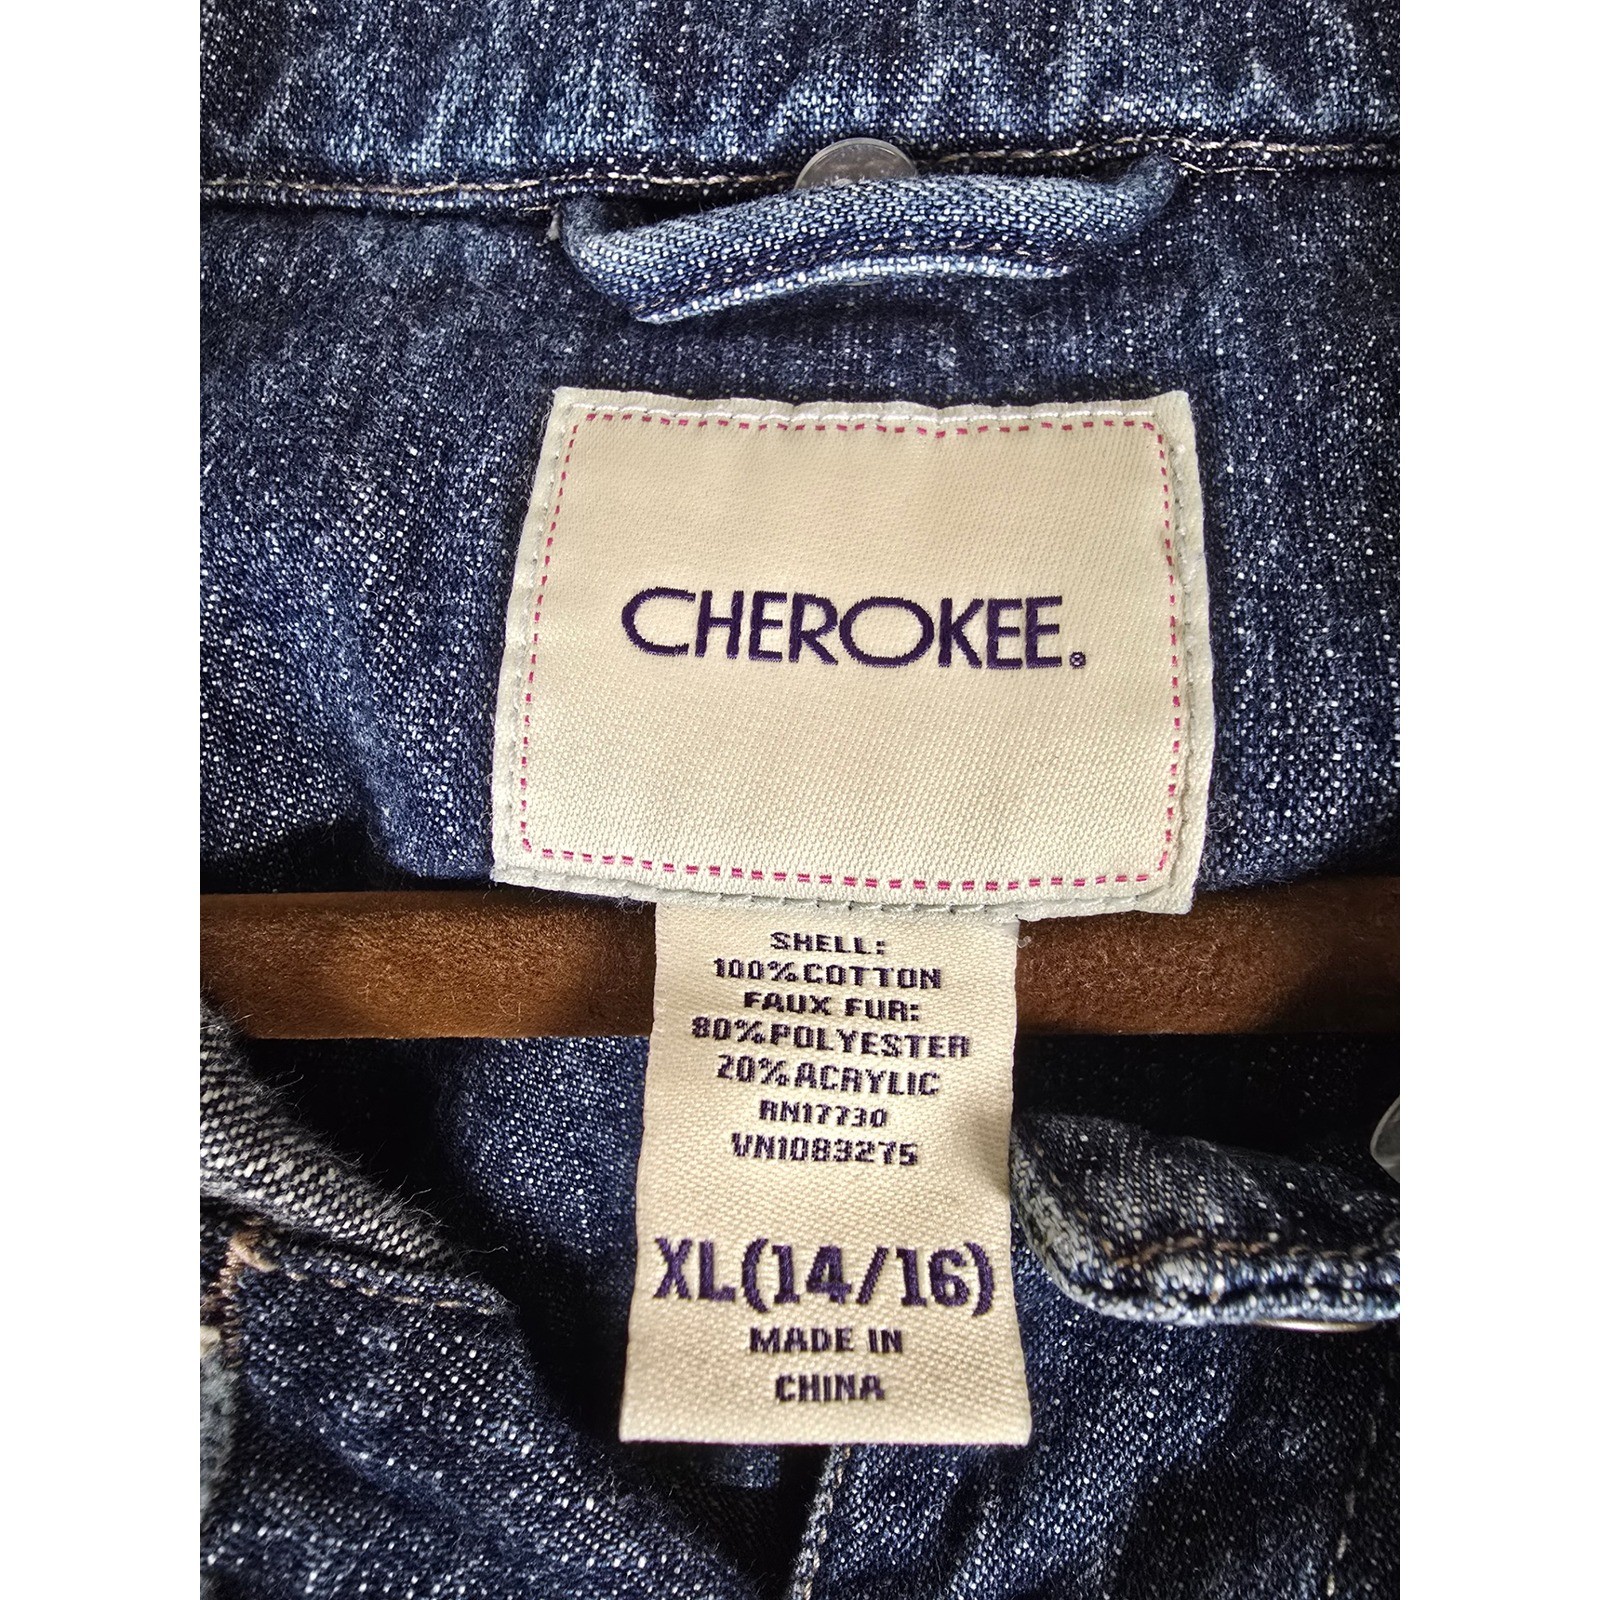 CHEROKEE®
SHELL:
100% COTTON
FAUX FUR:
80% POLYESTER
20% ACRYLIC
RN17730
VN1083275
XL(14/16)
MADE IN
CHINA